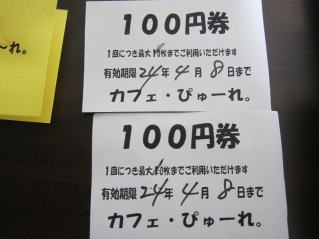 〜れ。
100円券
1回につき最大10枚までご利用いただけます
有効期限24年4月8日まで
カフェ・ぴゅーれ。
100円券
1回につき最大10枚までご利用いただけます
有効期限24年4月8日まで
カフェ・ぴゅーれ。